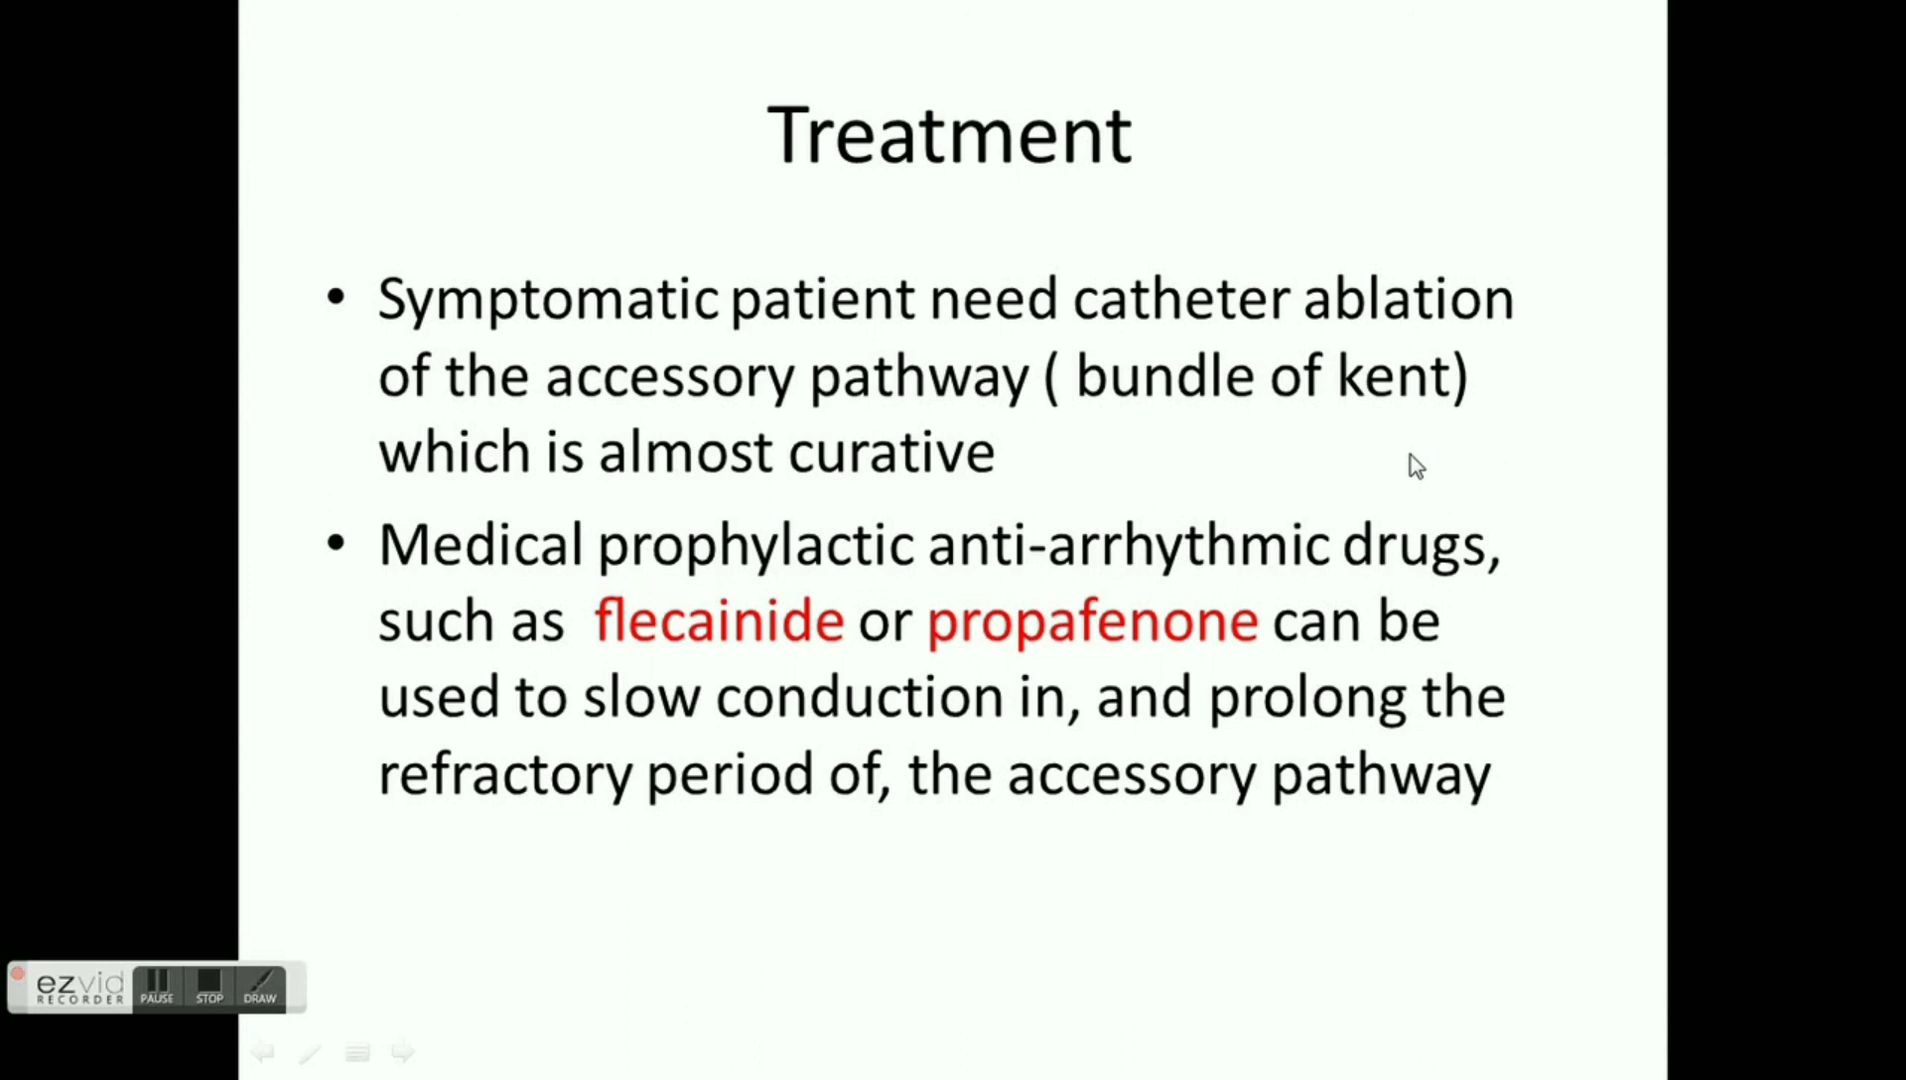 Treatment
• Symptomatic patient need catheter ablation
of the accessory pathway ( bundle of kent)
which is almost curative
• Medical prophylactic anti-arrhythmic drugs,
such as flecainide or propafenone can be
used to slow conduction in, and prolong the
refractory period of, the accessory pathway
ezvid
RECORDER
PAUSE STOP DRAW